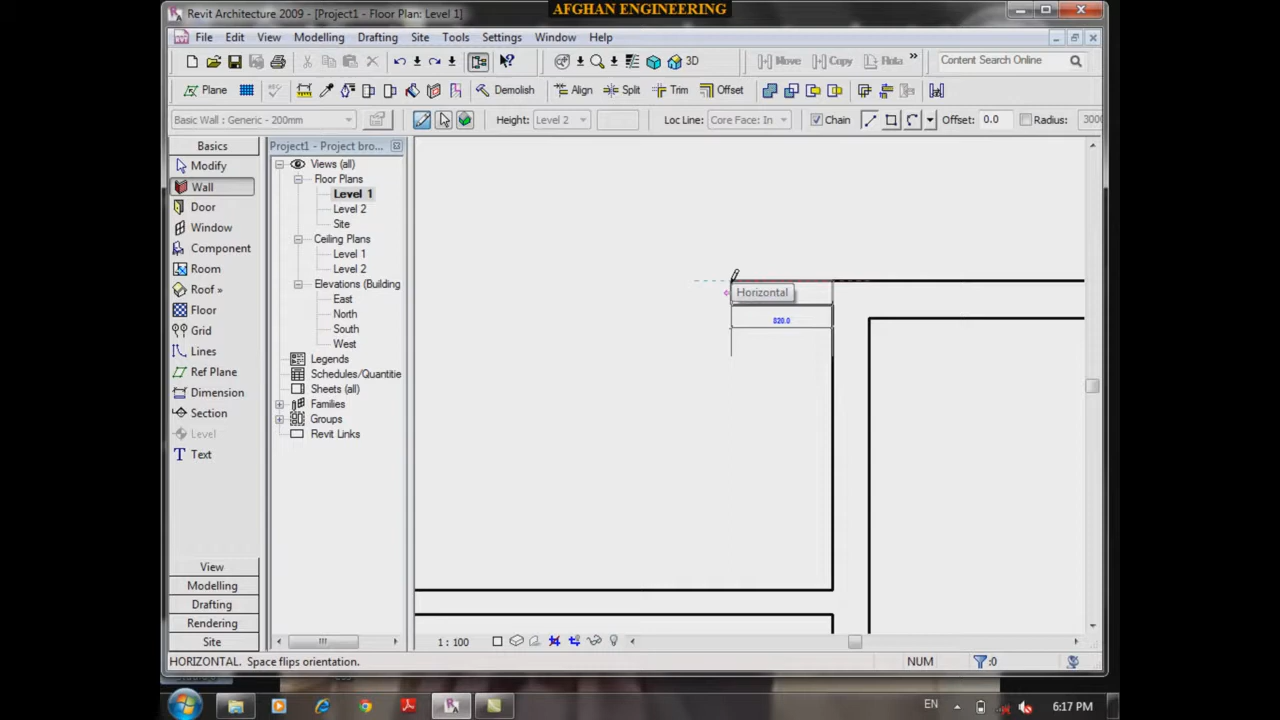 AFGHAN ENGINEERING
Revit Architecture 2009 - [Project1 - Floor Plan: Level 1]
File Edit View Modelling Drafting Site Tools Settings Window Help
3D Move Copy Rota Content Search Online
Plane Demolish Align Split Trim Offset
Basic Wall : Generic - 200mm Height: Level 2 Loc Line: Core Face: In Chain Offset: 0.0 Radius: 3000
Basics
Modify
Wall
Door
Window
Component
Room
Roof »
Floor
Grid
Lines
Ref Plane
Dimension
Section
Level
Text
View
Modelling
Drafting
Rendering
Site
Project1 - Project bro...
Views (all)
Floor Plans
Level 1
Level 2
Site
Ceiling Plans
Level 1
Level 2
Elevations (Building
East
North
South
West
Legends
Schedules/Quantitie
Sheets (all)
Families
Groups
Revit Links
Horizontal
820.0
1 : 100
HORIZONTAL. Space flips orientation.
NUM
:0
EN
6:17 PM